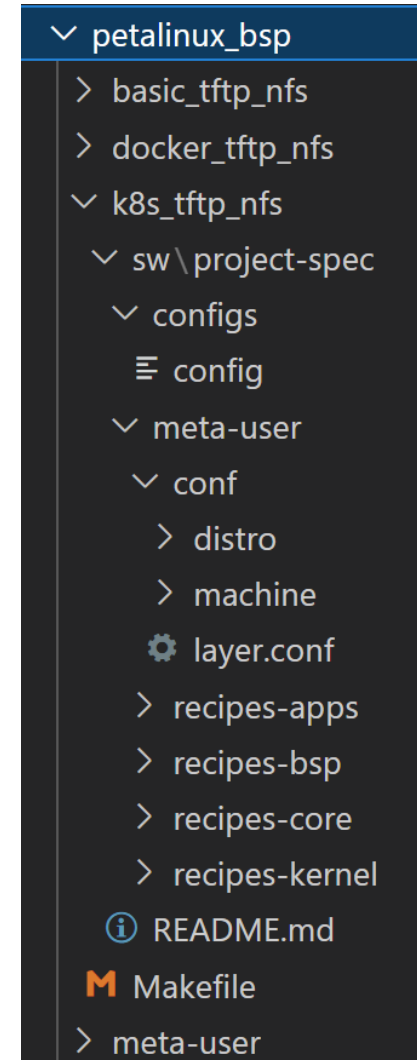 petalinux_bsp
basic_tftp_nfs
docker_tftp_nfs
k8s_tftp_nfs
sw\project-spec
configs
config
meta-user
conf
distro
machine
layer.conf
recipes-apps
recipes-bsp
recipes-core
recipes-kernel
README.md
M Makefile
meta-user